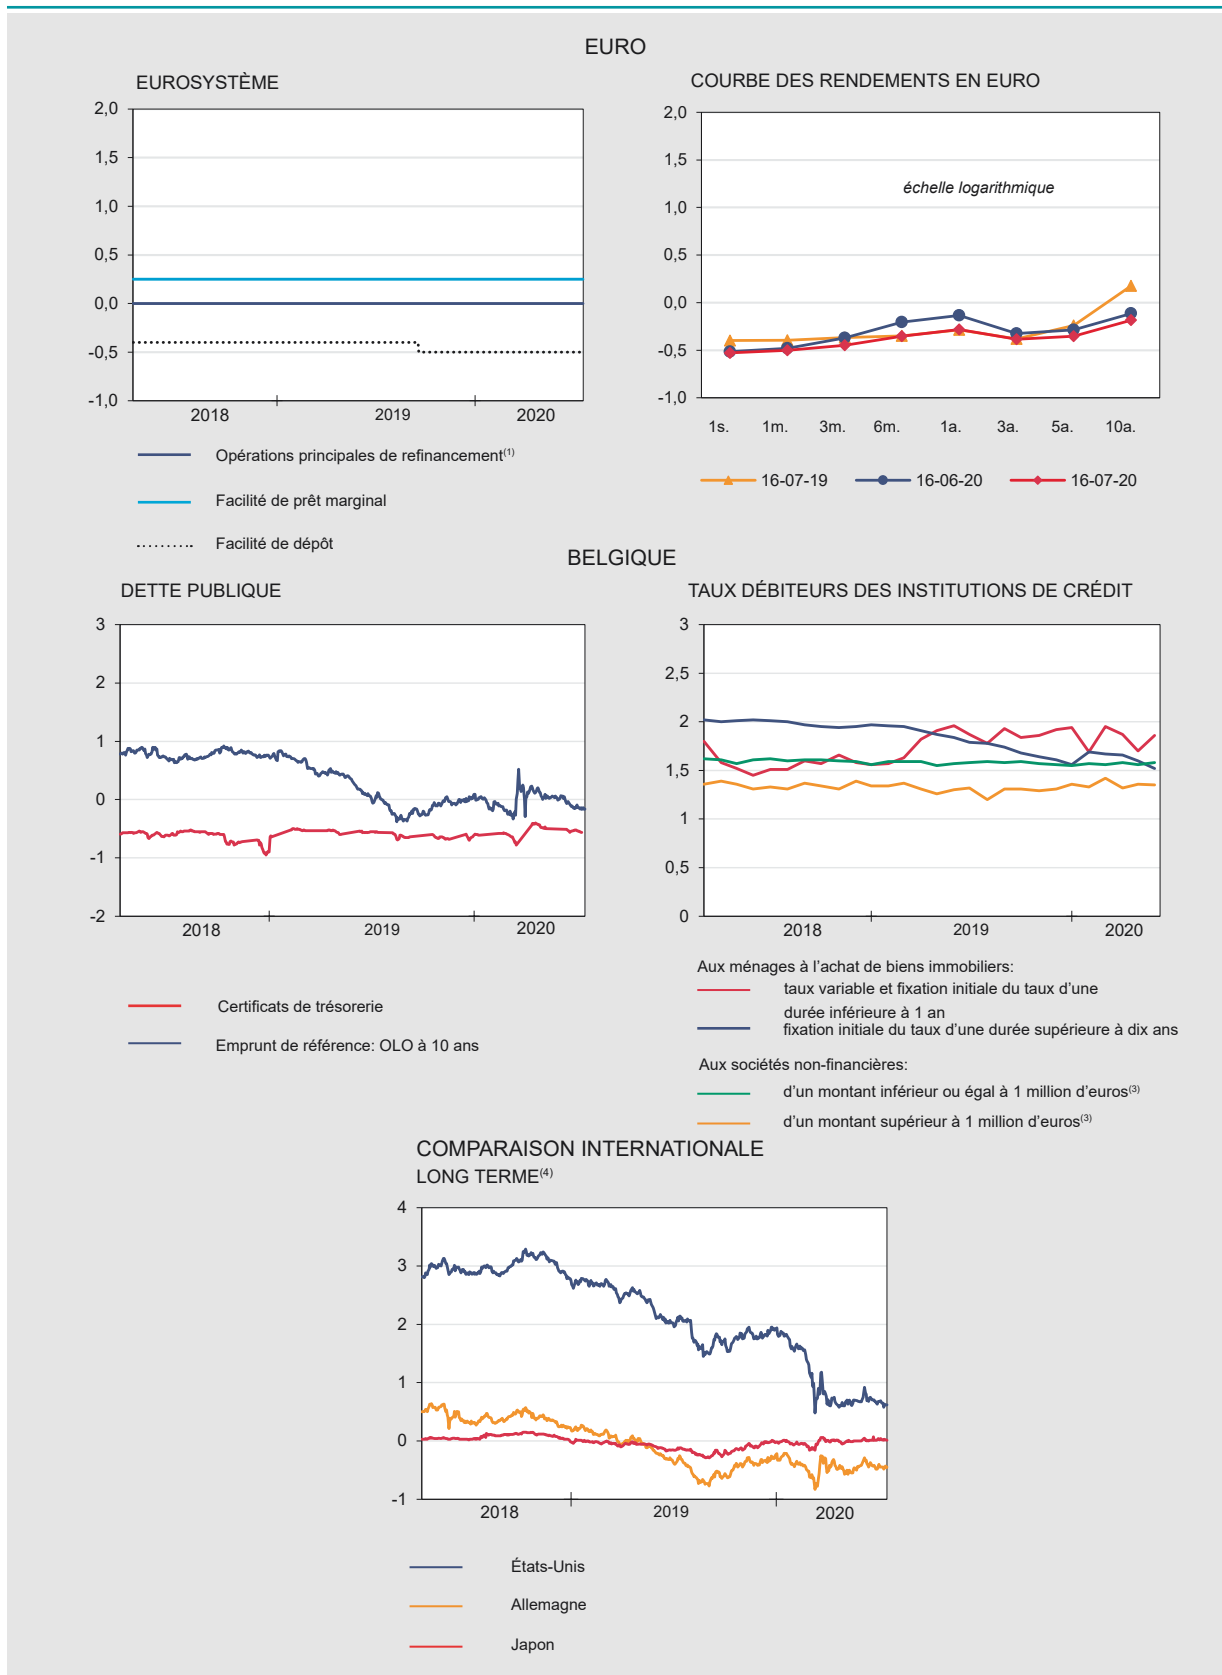 EURO
EUROSYSTÈME
2,0
1,5
1,0
0,5
0,0
-0,5
-1,0
2018 2019 2020
Opérations principales de refinancement(1)
Facilité de prêt marginal
Facilité de dépôt
COURBE DES RENDEMENTS EN EURO
2,0
1,5
1,0
0,5
0,0
-0,5
-1,0
échelle logarithmique
1s. 1m. 3m. 6m. 1a. 3a. 5a. 10a.
16-07-19 16-06-20 16-07-20
BELGIQUE
DETTE PUBLIQUE
3
2
1
0
-1
-2
2018 2019 2020
Certificats de trésorerie
Emprunt de référence: OLO à 10 ans
TAUX DÉBITEURS DES INSTITUTIONS DE CRÉDIT
3
2,5
2
1,5
1
0,5
0
2018 2019 2020
Aux ménages à l’achat de biens immobiliers:
taux variable et fixation initiale du taux d’une
durée inférieure à 1 an
fixation initiale du taux d’une durée supérieure à dix ans
Aux sociétés non-financières:
d’un montant inférieur ou égal à 1 million d’euros(3)
d’un montant supérieur à 1 million d’euros(3)
COMPARAISON INTERNATIONALE
LONG TERME(4)
4
3
2
1
0
-1
2018 2019 2020
États-Unis
Allemagne
Japon